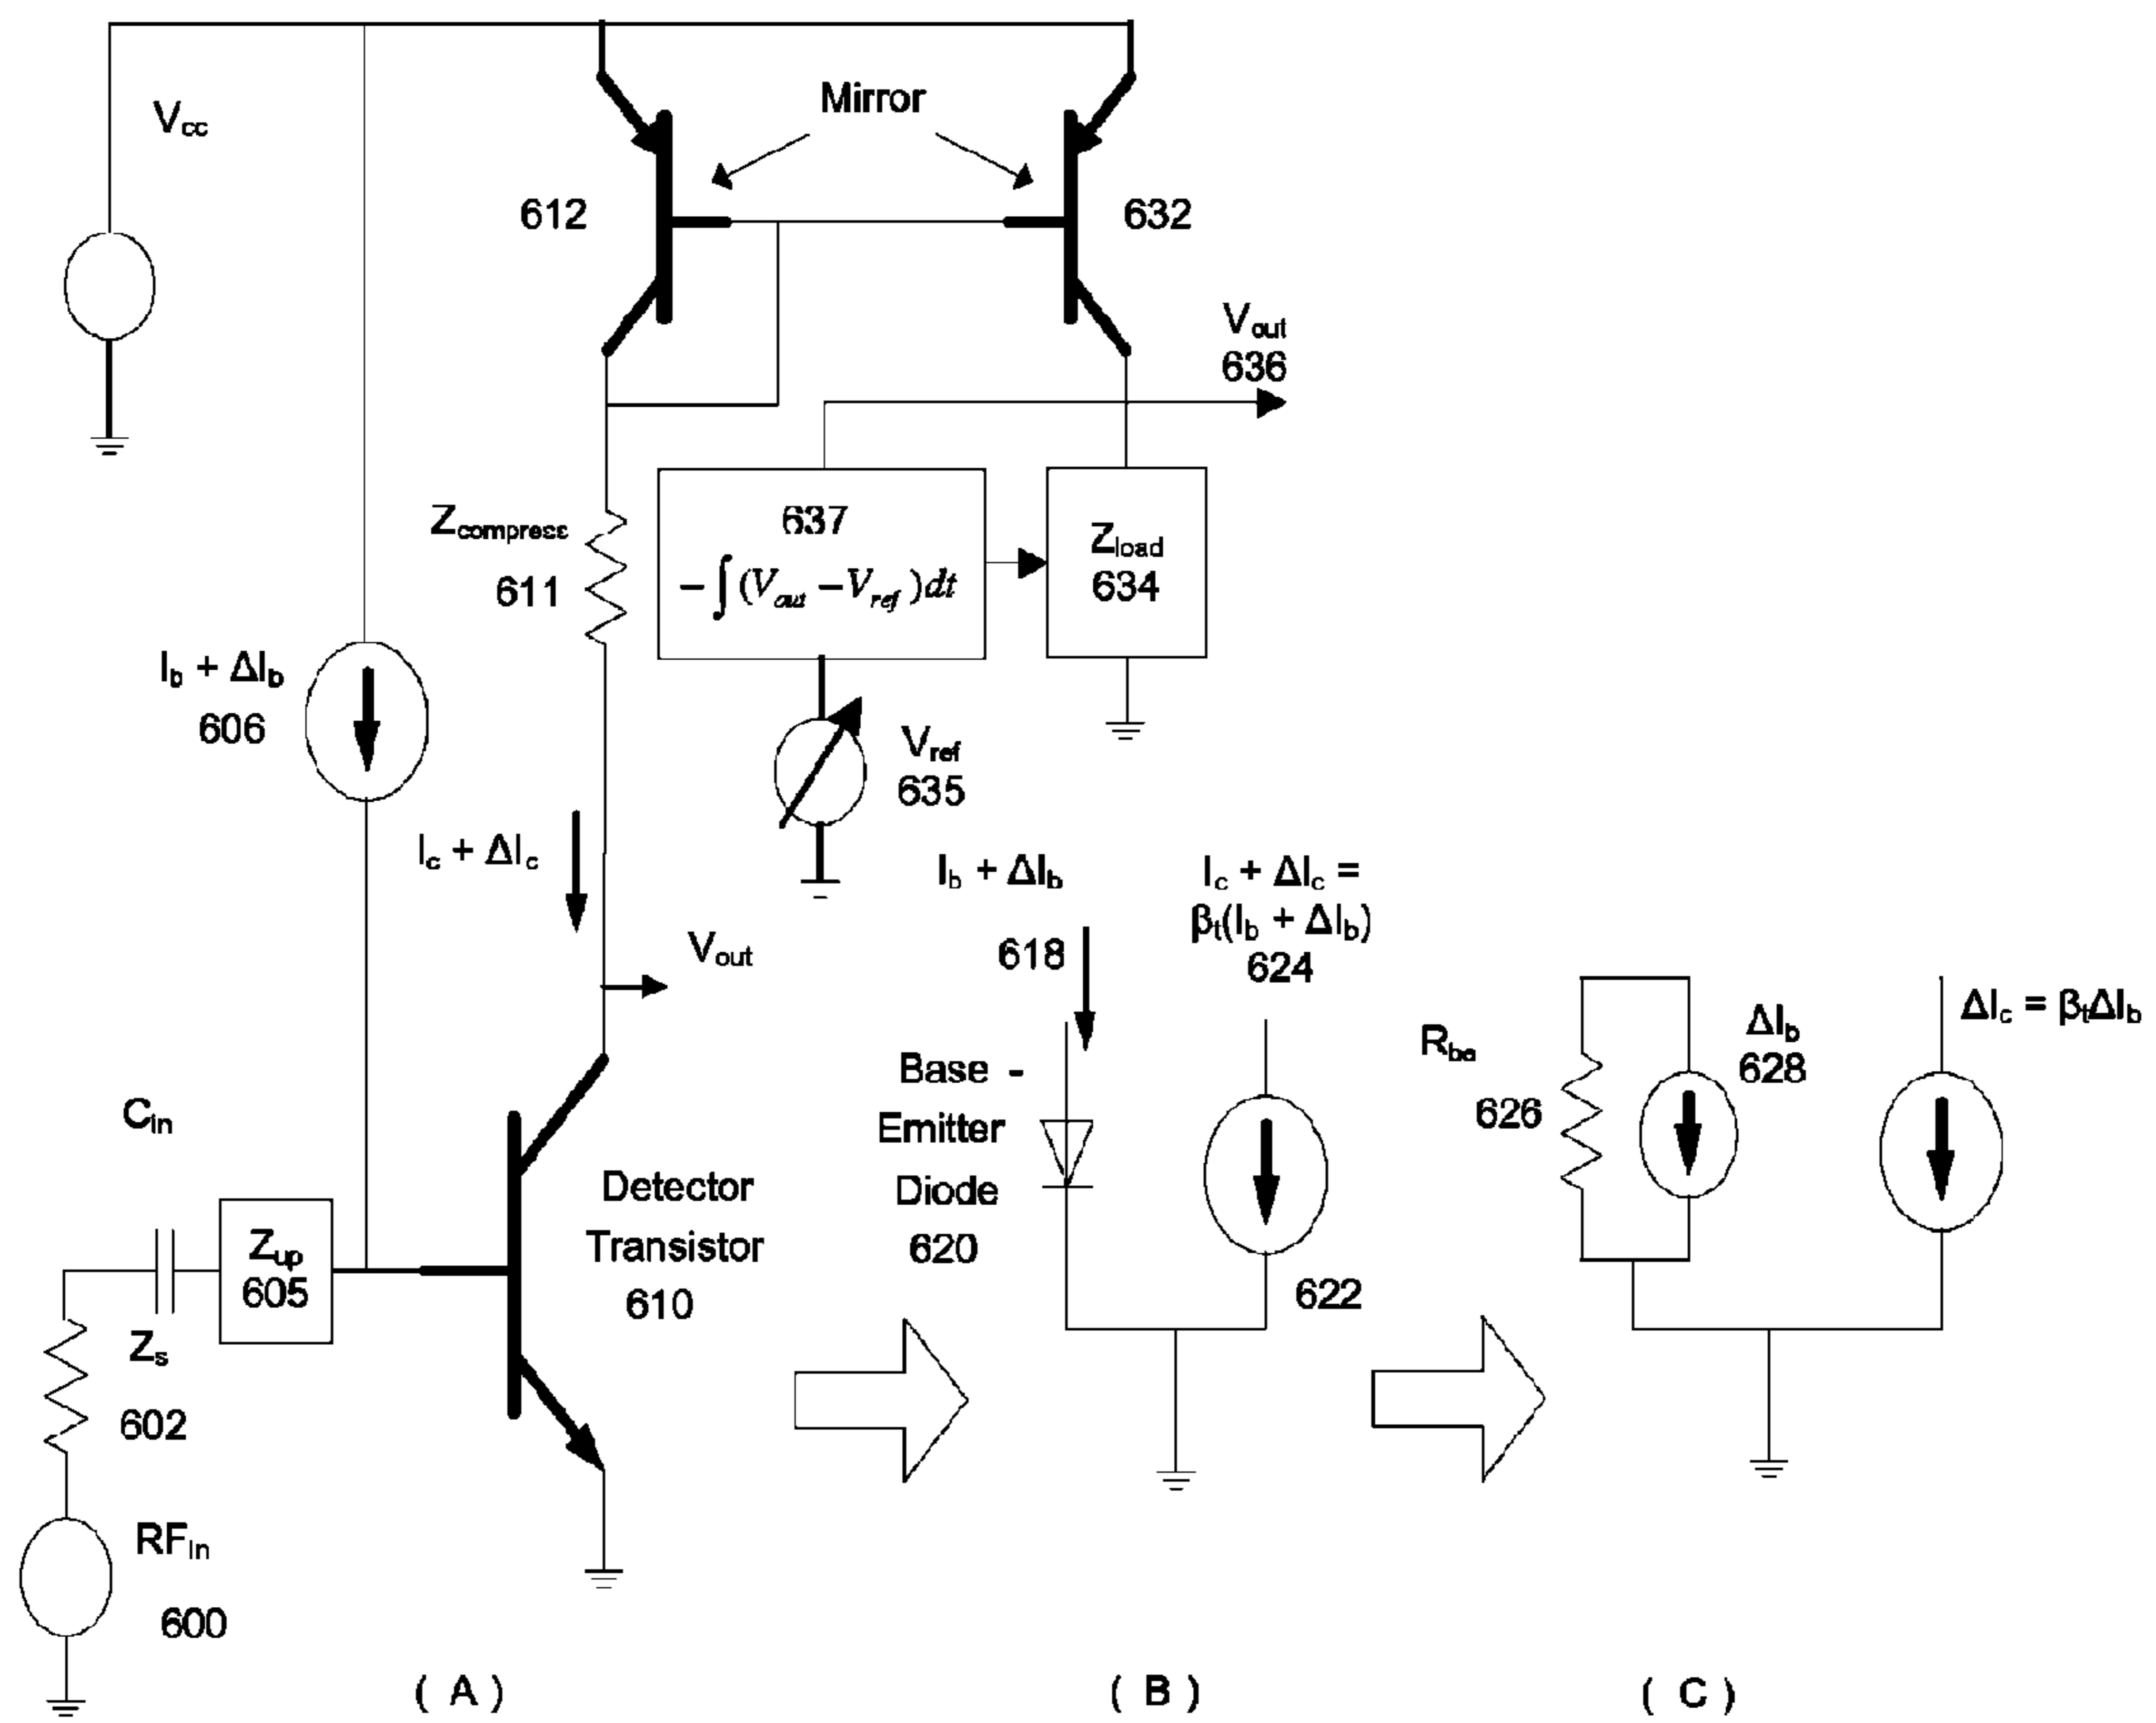 Vcc
Mirror
612
632
Vout
636
Zcompress
611
637
− ∫(Vout − Vref)dt
Zload
634
Ib + ΔIb
606
Vref
635
Ic + ΔIc
Vout
Ib + ΔIb
618
Ic + ΔIc =
βt(Ib + ΔIb)
624
Base -
Emitter
Diode
620
622
Rbe
626
ΔIb
628
ΔIc = βtΔIb
Cin
Zup
605
Zs
602
Detector
Transistor
610
RFin
600
( A )
( B )
( C )